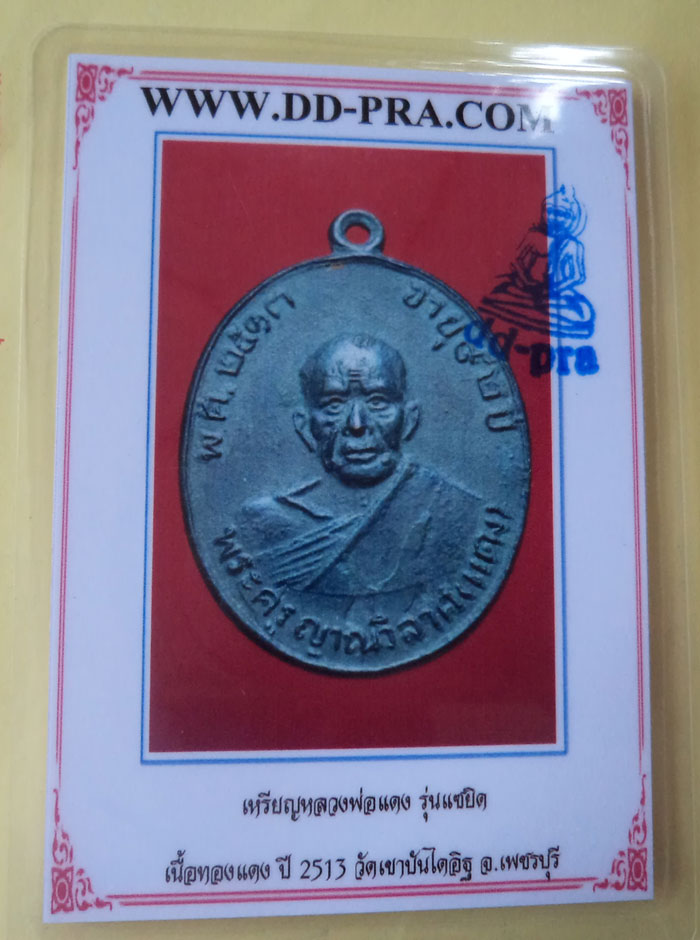 WWW.DD-PRA.COM
dd-pra
พ.ศ. ๒๕๑๓
อายุ ๙๒ ปี
พระครูญาณวิลาศ(แดง)
เหรียญหลวงพ่อแดง รุ่นแซยิด
เนื้อทองแดง ปี 2513 วัดเขาบันไดอิฐ จ.เพชรบุรี